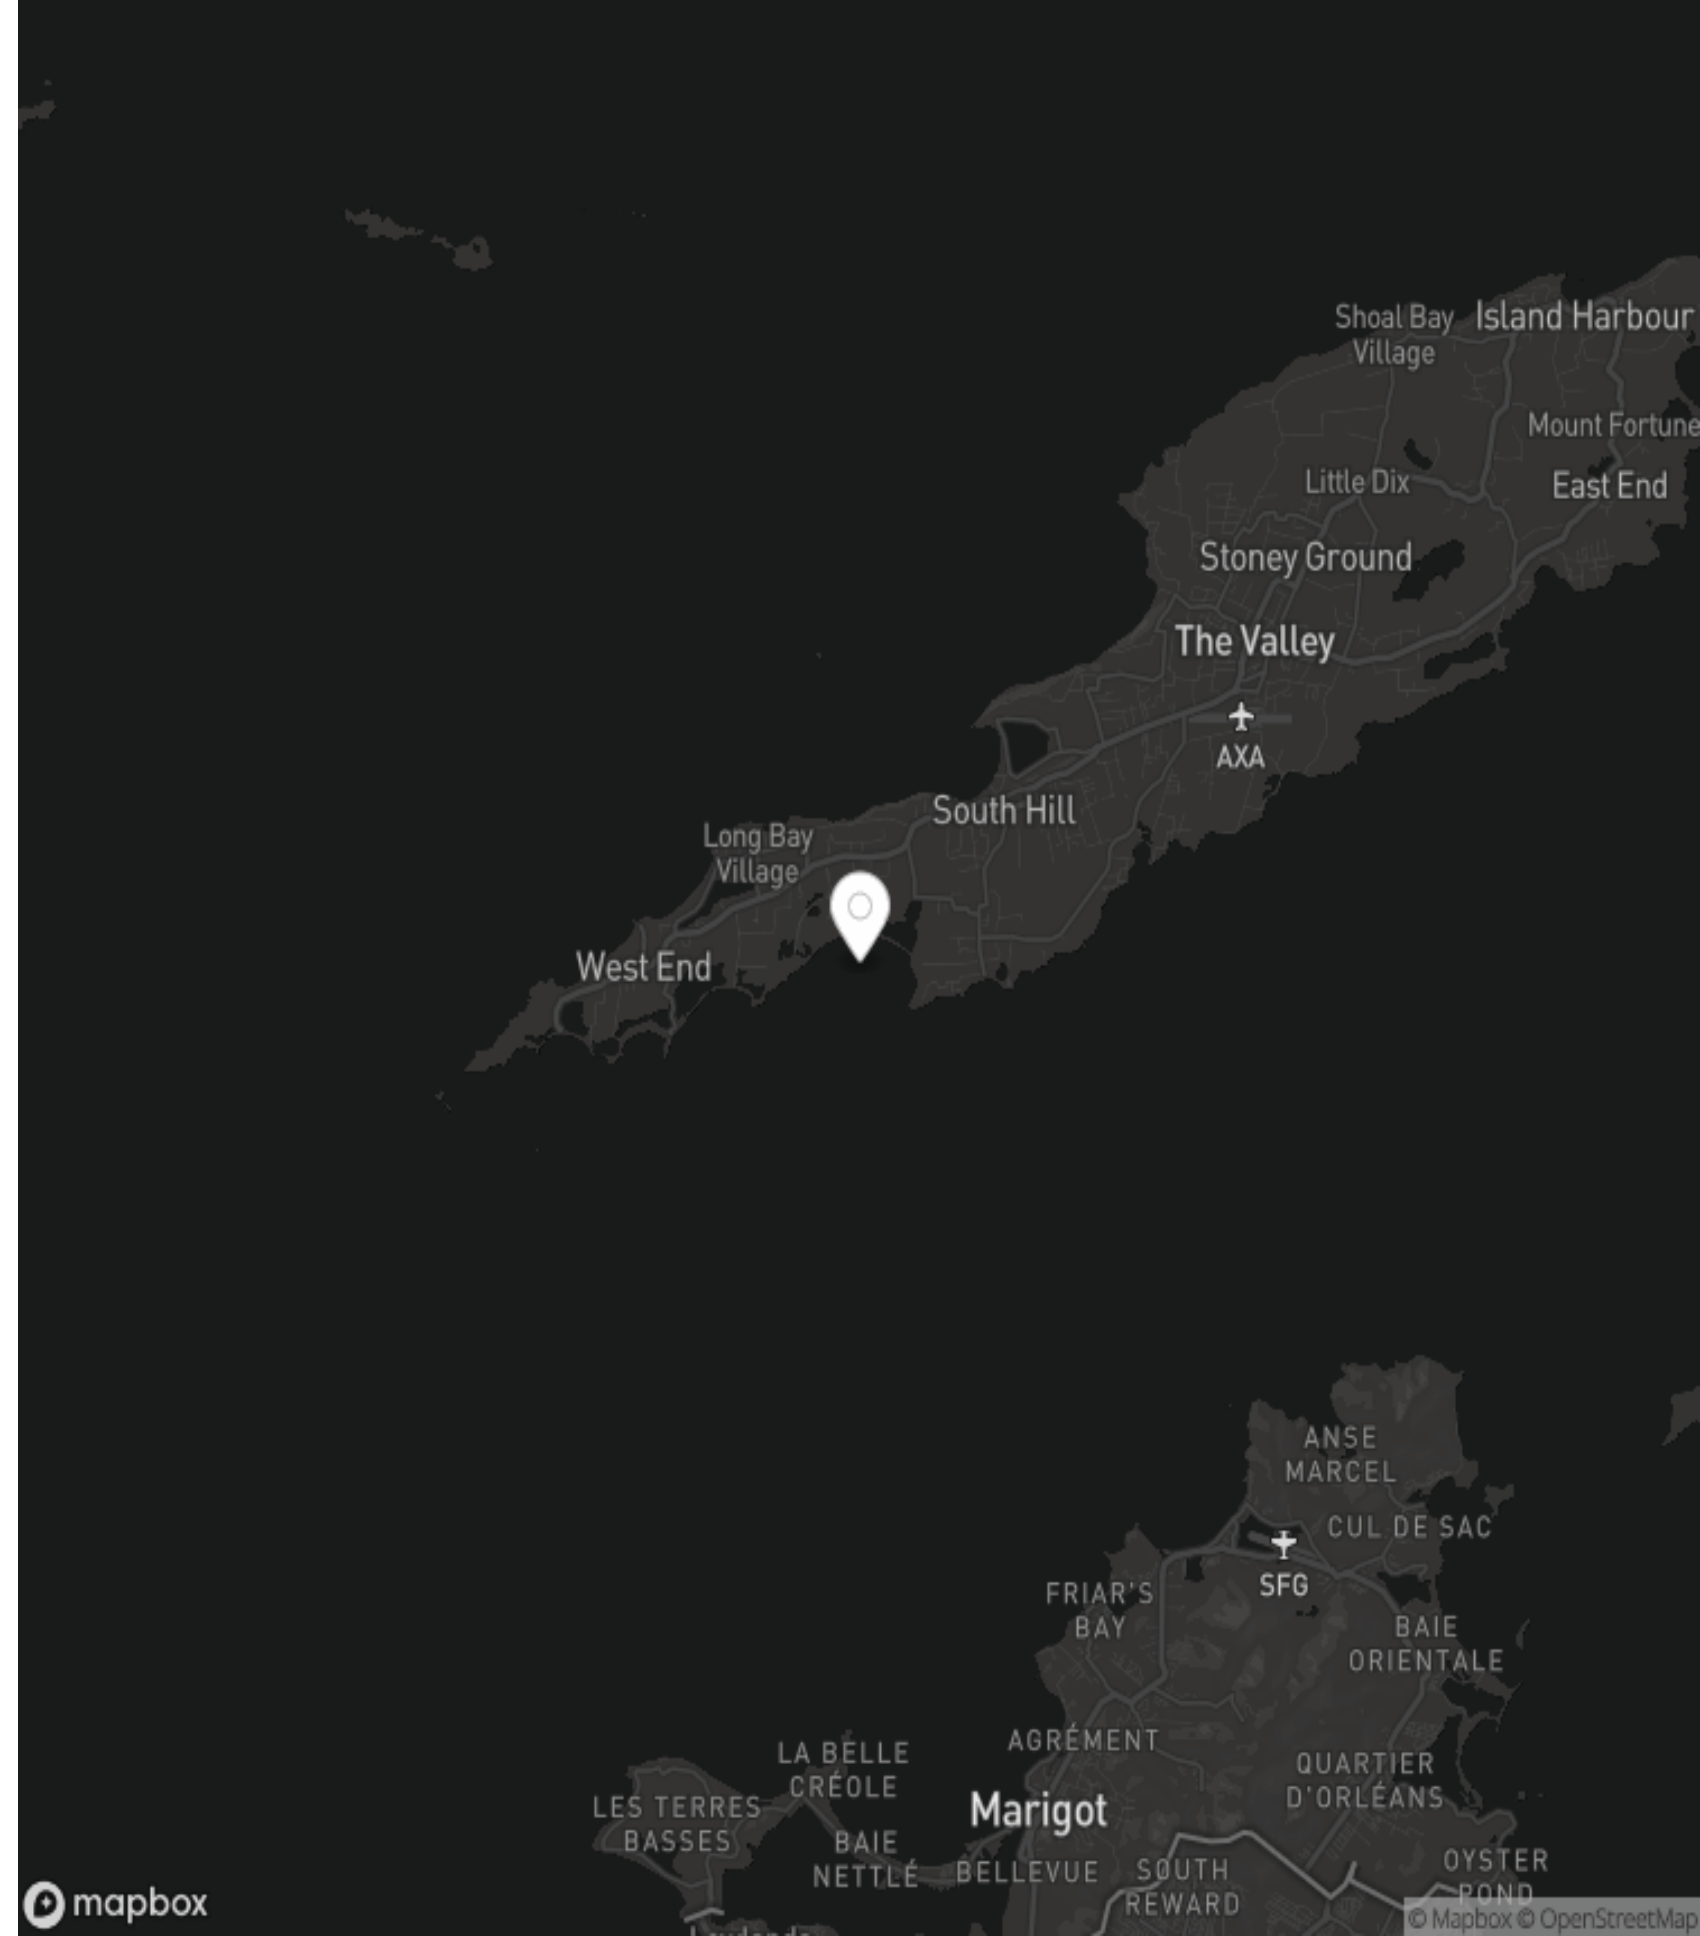 Shoal Bay
Village
Island Harbour
Mount Fortune
Little Dix
East End
Stoney Ground
The Valley
AXA
South Hill
Long Bay
Village
West End
ANSE
MARCEL
CUL DE SAC
SFG
FRIAR'S
BAY
BAIE
ORIENTALE
AGRÉMENT
LA BELLE
CRÉOLE
QUARTIER
D'ORLÉANS
LES TERRES
BASSES
Marigot
BAIE
NETTLÉ
BELLEVUE
SOUTH
REWARD
OYSTER
POND
mapbox
© Mapbox © OpenStreetMap